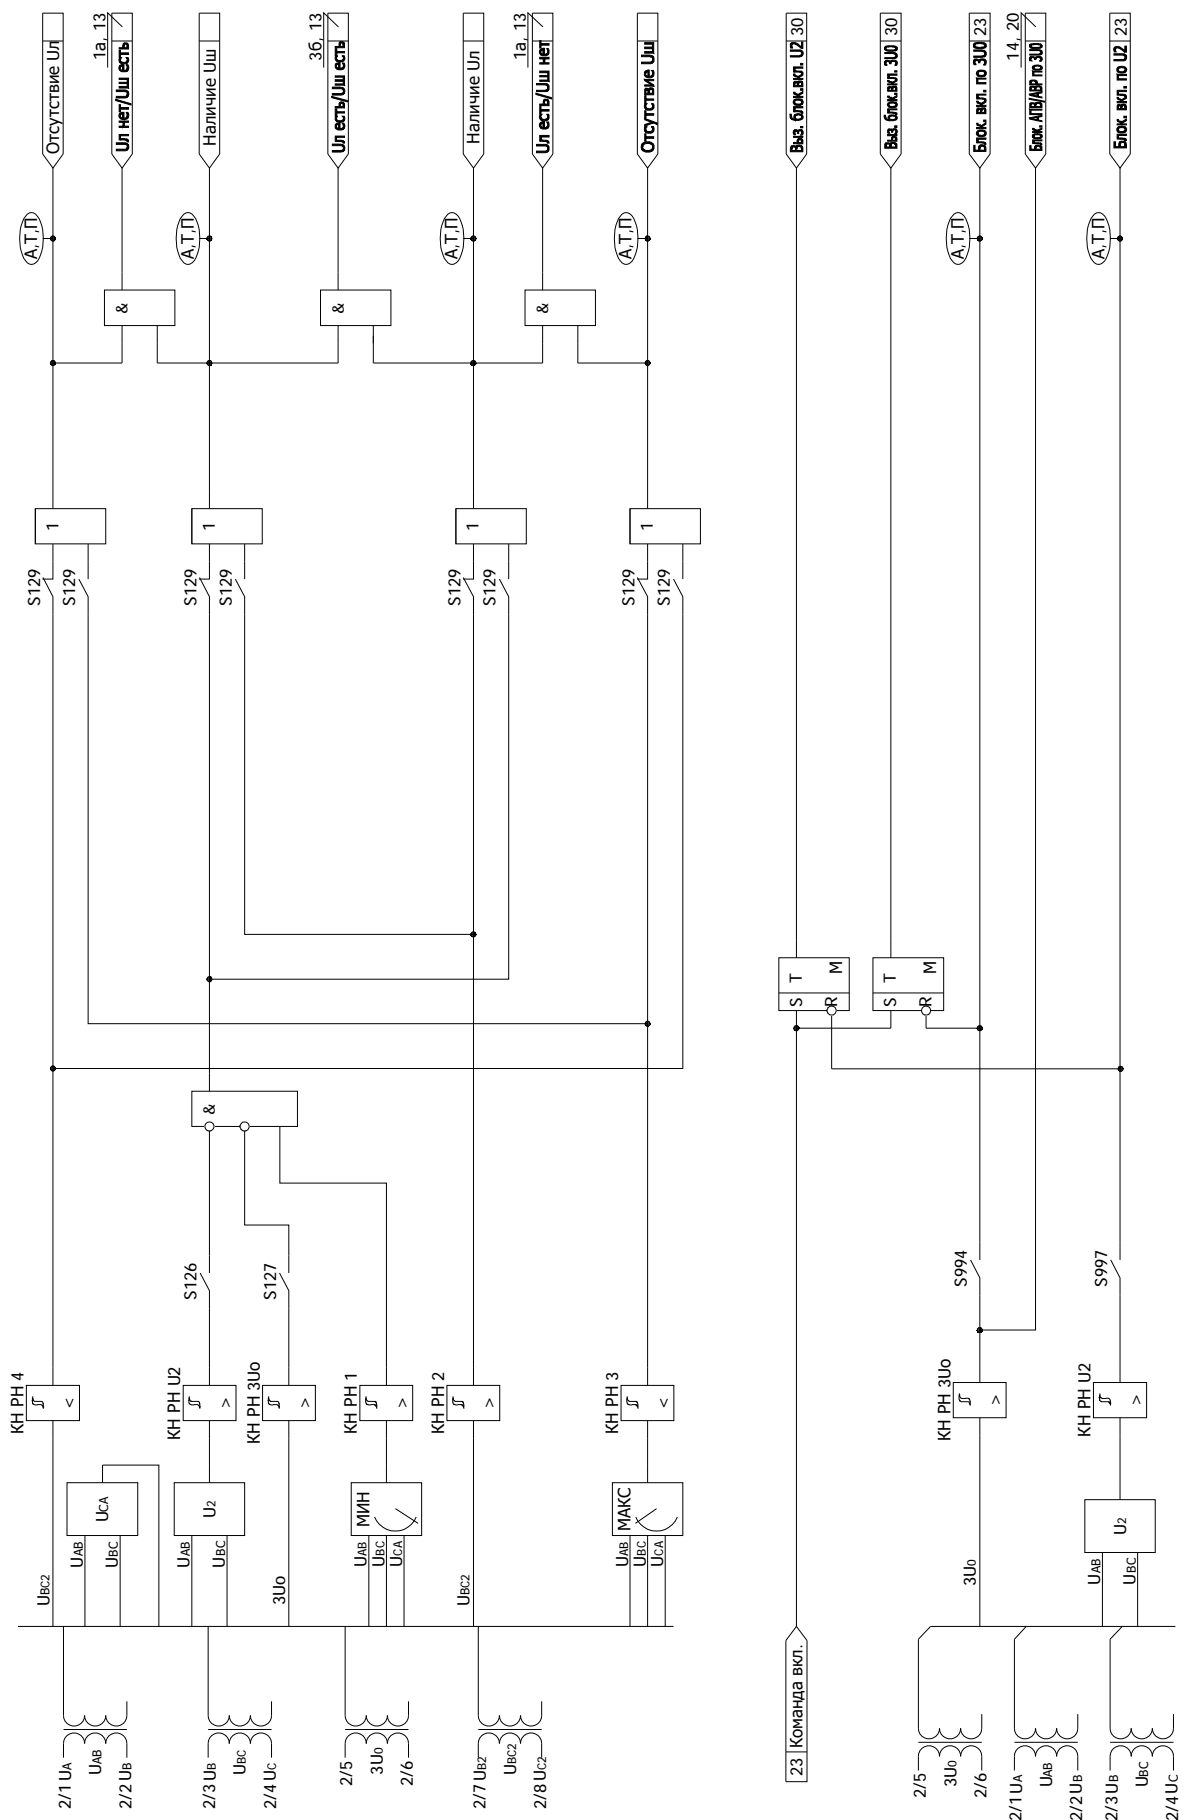 Отсутствие Uл
1а, 13
Uл нет/Uш есть
Наличие Uш
3б, 13
Uл есть/Uш есть
Наличие Uл
1а, 13
Uл есть/Uш нет
Отсутствие Uш
Выз. блок.вкл. U2 30
Выз. блок.вкл. 3U0 30
Блок. вкл. по 3U0 23
14, 20
Блок. АПВ/АВР по 3U0
Блок. вкл. по U2 23
А,Т,П
А,Т,П
А,Т,П
А,Т,П
А,Т,П
А,Т,П
&
&
&
1
1
1
1
S129
S129
S129
S129
S129
S129
S129
S129
T
M
S
R
T
M
S
R
&
S126
S127
S994
S997
КН РН 4
<
КН РН U2
>
КН РН 3Uо
>
КН РН 1
>
КН РН 2
>
КН РН 3
<
КН РН 3Uо
>
КН РН U2
>
UCA
U2
МИН
МАКС
U2
UBC2
UAB
UBC
UAB
UBC
3Uо
UAB
UBC
UCA
UBC2
UAB
UBC
UCA
3U0
UAB
UBC
2/1 UA
UAB
2/2 UB
2/3 UB
UBC
2/4 UC
2/5
3U0
2/6
2/7 UB2
UBC2
2/8 UC2
23 Команда вкл.
2/5
3U0
2/6
2/1 UA
UAB
2/2 UB
2/3 UB
UBC
2/4 UC